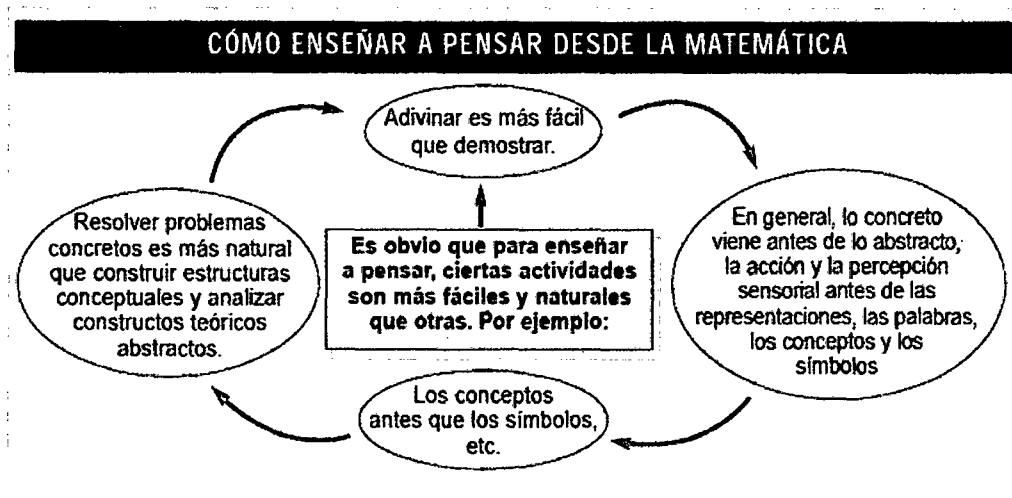 CÓMO ENSEÑAR A PENSAR DESDE LA MATEMÁTICA
Es obvio que para enseñar
a pensar, ciertas actividades
son más fáciles y naturales
que otras. Por ejemplo:
Adivinar es más fácil
que demostrar.
En general, lo concreto
viene antes de lo abstracto,
la acción y la percepción
sensorial antes de las
representaciones, las palabras,
los conceptos y los
símbolos
Los conceptos
antes que los símbolos,
etc.
Resolver problemas
concretos es más natural
que construir estructuras
conceptuales y analizar
constructos teóricos
abstractos.